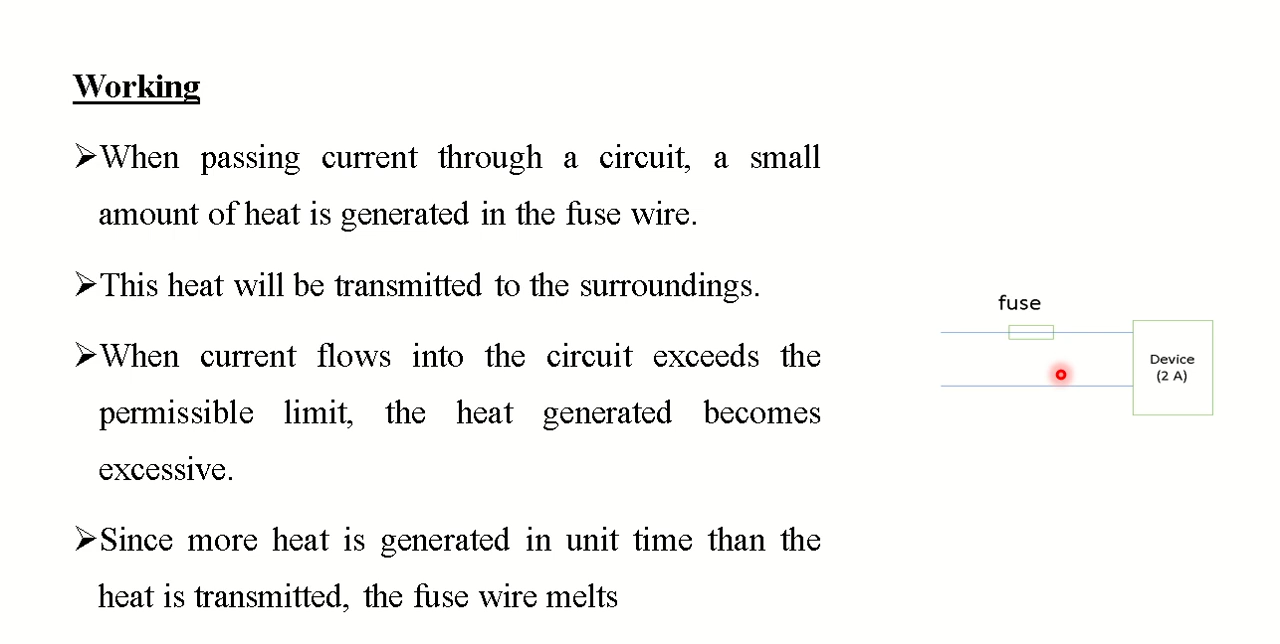 Working
➢When passing current through a circuit, a small
amount of heat is generated in the fuse wire.
➢This heat will be transmitted to the surroundings.
➢When current flows into the circuit exceeds the
permissible limit, the heat generated becomes
excessive.
➢Since more heat is generated in unit time than the
heat is transmitted, the fuse wire melts
fuse
Device
(2 A)